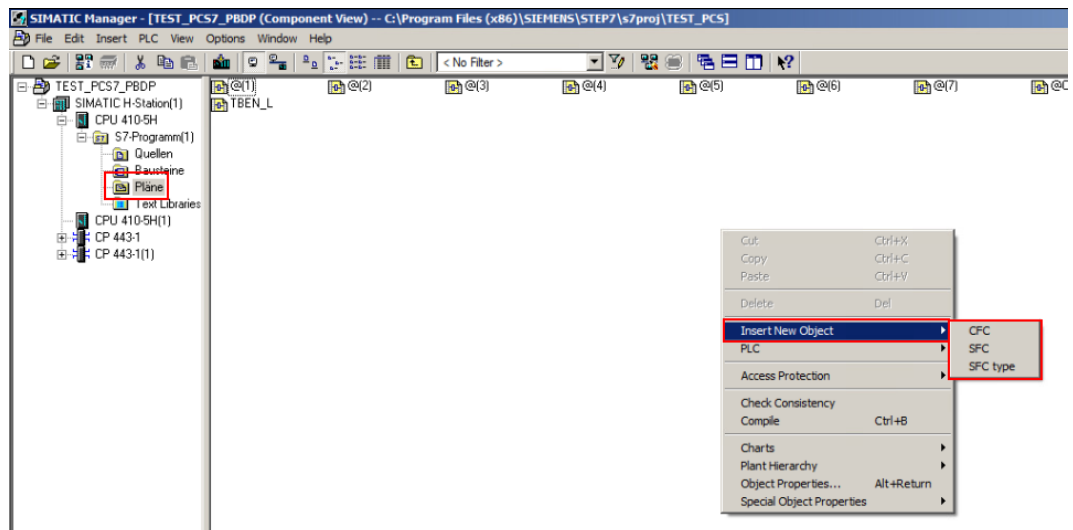 SIMATIC Manager - [TEST_PCS7_PBDP (Component View) -- C:\Program Files (x86)\SIEMENS\STEP7\s7proj\TEST_PCS]
File Edit Insert PLC View Options Window Help
< No Filter >
TEST_PCS7_PBDP
SIMATIC H-Station(1)
CPU 410-5H
S7-Programm(1)
Quellen
Bausteine
Pläne
Text Libraries
CPU 410-5H(1)
CP 443-1
CP 443-1(1)
@(1) @(2) @(3) @(4) @(5) @(6) @(7)
TBEN_L
Cut Ctrl+X
Copy Ctrl+C
Paste Ctrl+V
Delete Del
Insert New Object
PLC
Access Protection
Check Consistency
Compile Ctrl+B
Charts
Plant Hierarchy
Object Properties... Alt+Return
Special Object Properties
CFC
SFC
SFC type